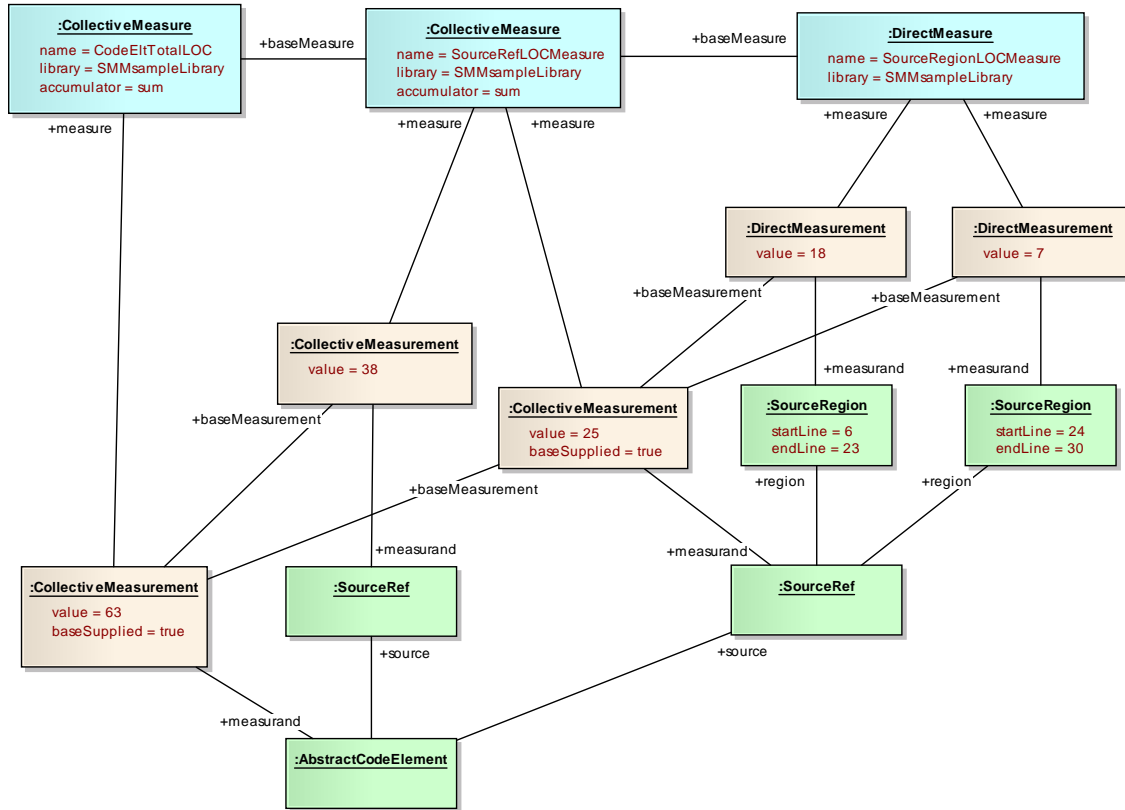 :CollectiveMeasure
name = CodeEltTotalLOC
library = SMMsampleLibrary
accumulator = sum
+baseMeasure
:CollectiveMeasure
name = SourceRefLOCMeasure
library = SMMsampleLibrary
accumulator = sum
+baseMeasure
:DirectMeasure
name = SourceRegionLOCMeasure
library = SMMsampleLibrary
+measure
+measure
+measure
+measure
+measure
:DirectMeasurement
value = 18
:DirectMeasurement
value = 7
+baseMeasurement
+baseMeasurement
:CollectiveMeasurement
value = 38
+measurand
+measurand
:CollectiveMeasurement
value = 25
baseSupplied = true
:SourceRegion
startLine = 6
endLine = 23
:SourceRegion
startLine = 24
endLine = 30
+baseMeasurement
+baseMeasurement
+region
+region
+measurand
+measurand
:CollectiveMeasurement
value = 63
baseSupplied = true
:SourceRef
:SourceRef
+source
+source
+measurand
:AbstractCodeElement